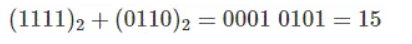 (1111)₂ + (0110)₂ = 0001 0101 = 15